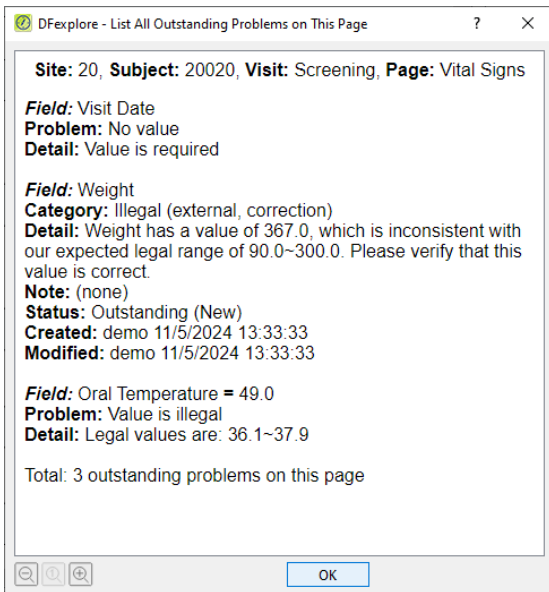 DFexplore - List All Outstanding Problems on This Page
Site: 20, Subject: 20020, Visit: Screening, Page: Vital Signs
Field: Visit Date
Problem: No value
Detail: Value is required
Field: Weight
Category: Illegal (external, correction)
Detail: Weight has a value of 367.0, which is inconsistent with
our expected legal range of 90.0~300.0. Please verify that this
value is correct.
Note: (none)
Status: Outstanding (New)
Created: demo 11/5/2024 13:33:33
Modified: demo 11/5/2024 13:33:33
Field: Oral Temperature = 49.0
Problem: Value is illegal
Detail: Legal values are: 36.1~37.9
Total: 3 outstanding problems on this page
OK